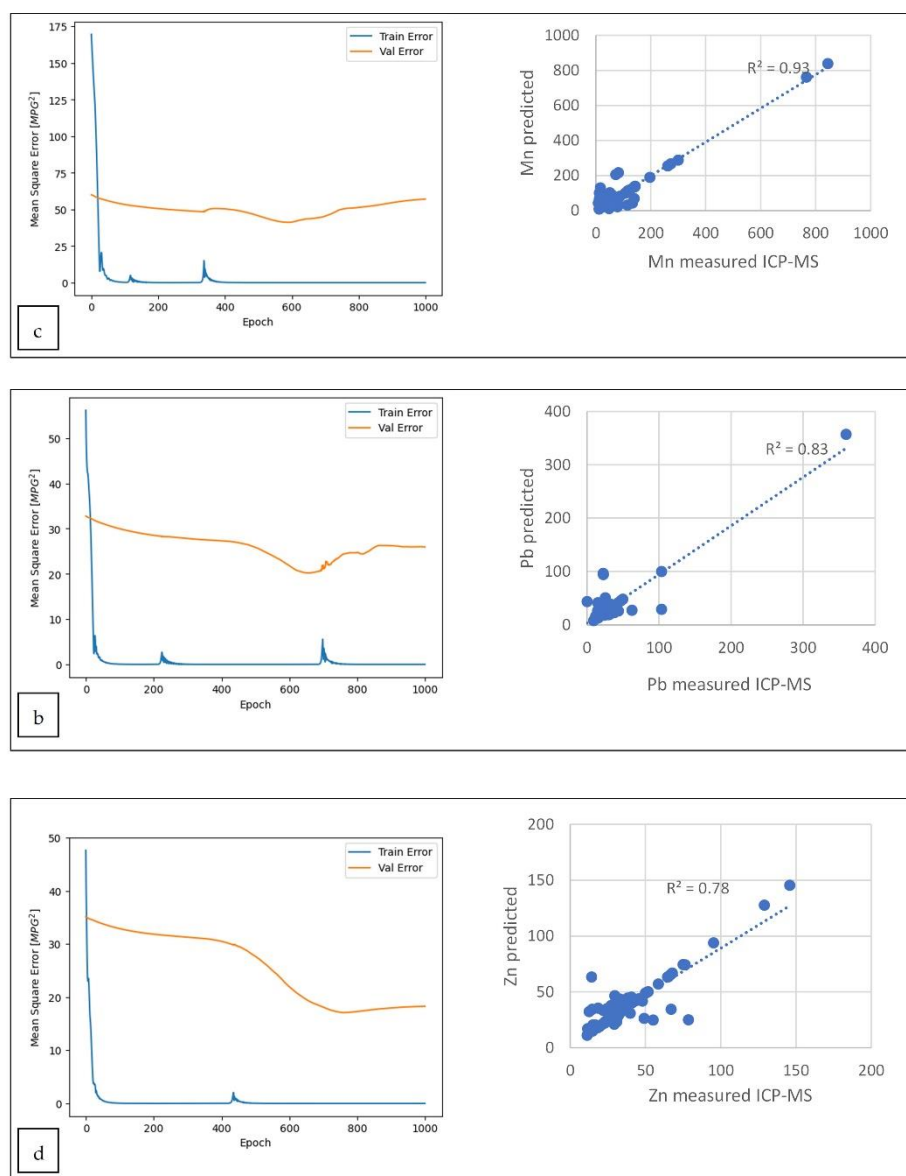 175
150
125
100
75
50
25
0
Mean Square Error [MPG²]
Train Error
Val Error
0 200 400 600 800 1000
Epoch
c
1000
800
600
400
200
0
Mn predicted
R² = 0.93
0 200 400 600 800 1000
Mn measured ICP-MS
50
40
30
20
10
0
Mean Square Error [MPG²]
Train Error
Val Error
0 200 400 600 800 1000
Epoch
b
400
300
200
100
0
Pb predicted
R² = 0.83
0 100 200 300 400
Pb measured ICP-MS
50
40
30
20
10
0
Mean Square Error [MPG²]
Train Error
Val Error
0 200 400 600 800 1000
Epoch
d
200
150
100
50
0
Zn predicted
R² = 0.78
0 50 100 150 200
Zn measured ICP-MS